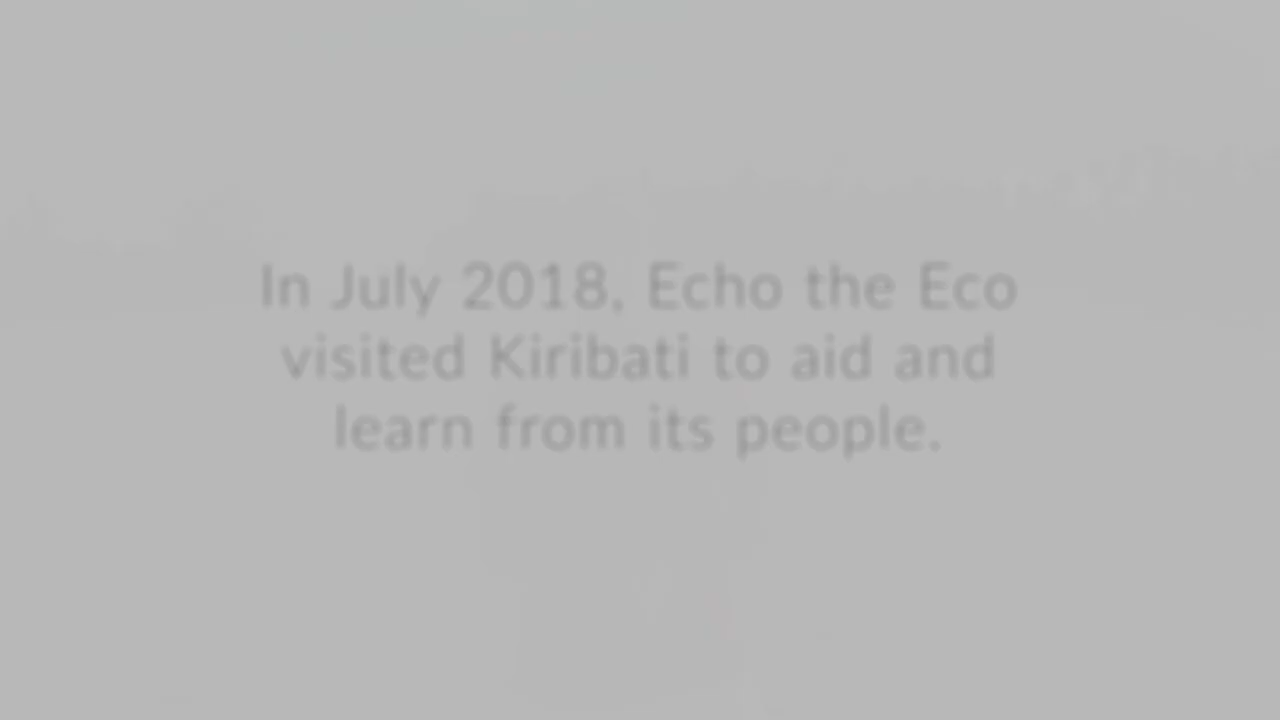 In July 2018, Echo the Eco
visited Kiribati to aid and
learn from its people.